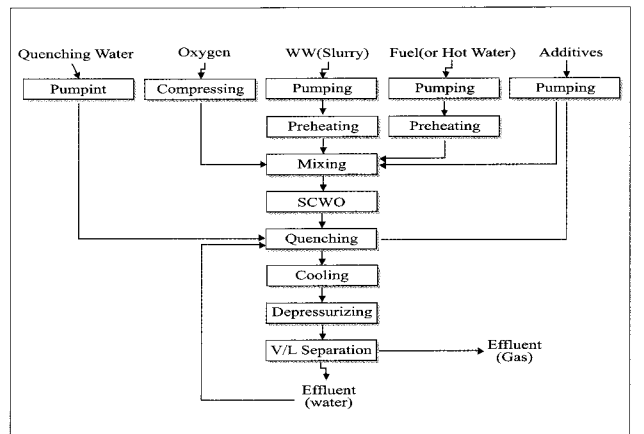 Quenching Water
Oxygen
WW(Slurry)
Fuel(or Hot Water)
Additives
Pumpint
Compressing
Pumping
Pumping
Pumping
Preheating
Preheating
Mixing
SCWO
Quenching
Cooling
Depressurizing
V/L Separation
Effluent
(Gas)
Effluent
(water)